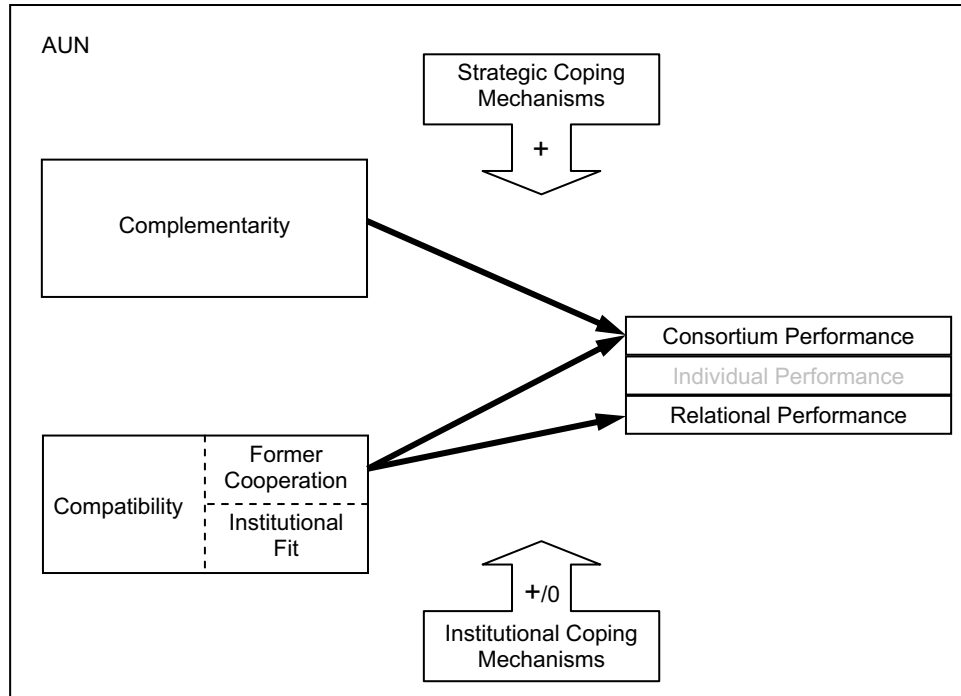 AUN
Strategic Coping
Mechanisms
+
Complementarity
Consortium Performance
Individual Performance
Relational Performance
Compatibility
Former
Cooperation
Institutional
Fit
+/0
Institutional Coping
Mechanisms